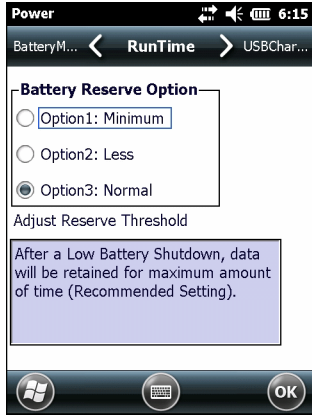 Power 6:15
BatteryM... RunTime USBChar...
Battery Reserve Option
Option1: Minimum
Option2: Less
Option3: Normal
Adjust Reserve Threshold
After a Low Battery Shutdown, data
will be retained for maximum amount
of time (Recommended Setting).
OK